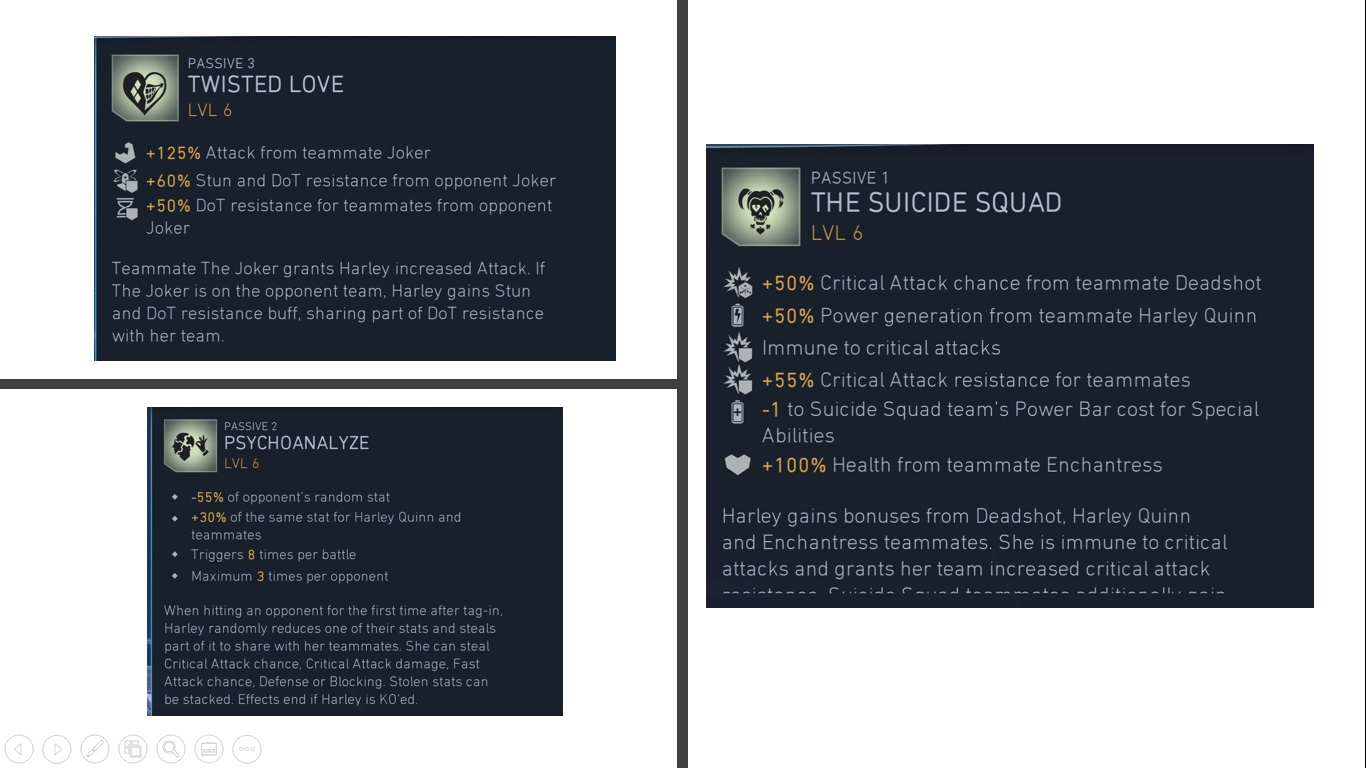 PASSIVE 3
TWISTED LOVE
LVL 6
+125% Attack from teammate Joker
+60% Stun and DoT resistance from opponent Joker
+50% DoT resistance for teammates from opponent
Joker
Teammate The Joker grants Harley increased Attack. If
The Joker is on the opponent team, Harley gains Stun
and DoT resistance buff, sharing part of DoT resistance
with her team.
PASSIVE 2
PSYCHOANALYZE
LVL 6
-55% of opponent's random stat
+30% of the same stat for Harley Quinn and
teammates
Triggers 8 times per battle
Maximum 3 times per opponent
When hitting an opponent for the first time after tag-in,
Harley randomly reduces one of their stats and steals
part of it to share with her teammates. She can steal
Critical Attack chance, Critical Attack damage, Fast
Attack chance, Defense or Blocking. Stolen stats can
be stacked. Effects end if Harley is KO'ed.
PASSIVE 1
THE SUICIDE SQUAD
LVL 6
+50% Critical Attack chance from teammate Deadshot
+50% Power generation from teammate Harley Quinn
Immune to critical attacks
+55% Critical Attack resistance for teammates
-1 to Suicide Squad team's Power Bar cost for Special
Abilities
+100% Health from teammate Enchantress
Harley gains bonuses from Deadshot, Harley Quinn
and Enchantress teammates. She is immune to critical
attacks and grants her team increased critical attack
resistance. Suicide Squad teammates additionally gain